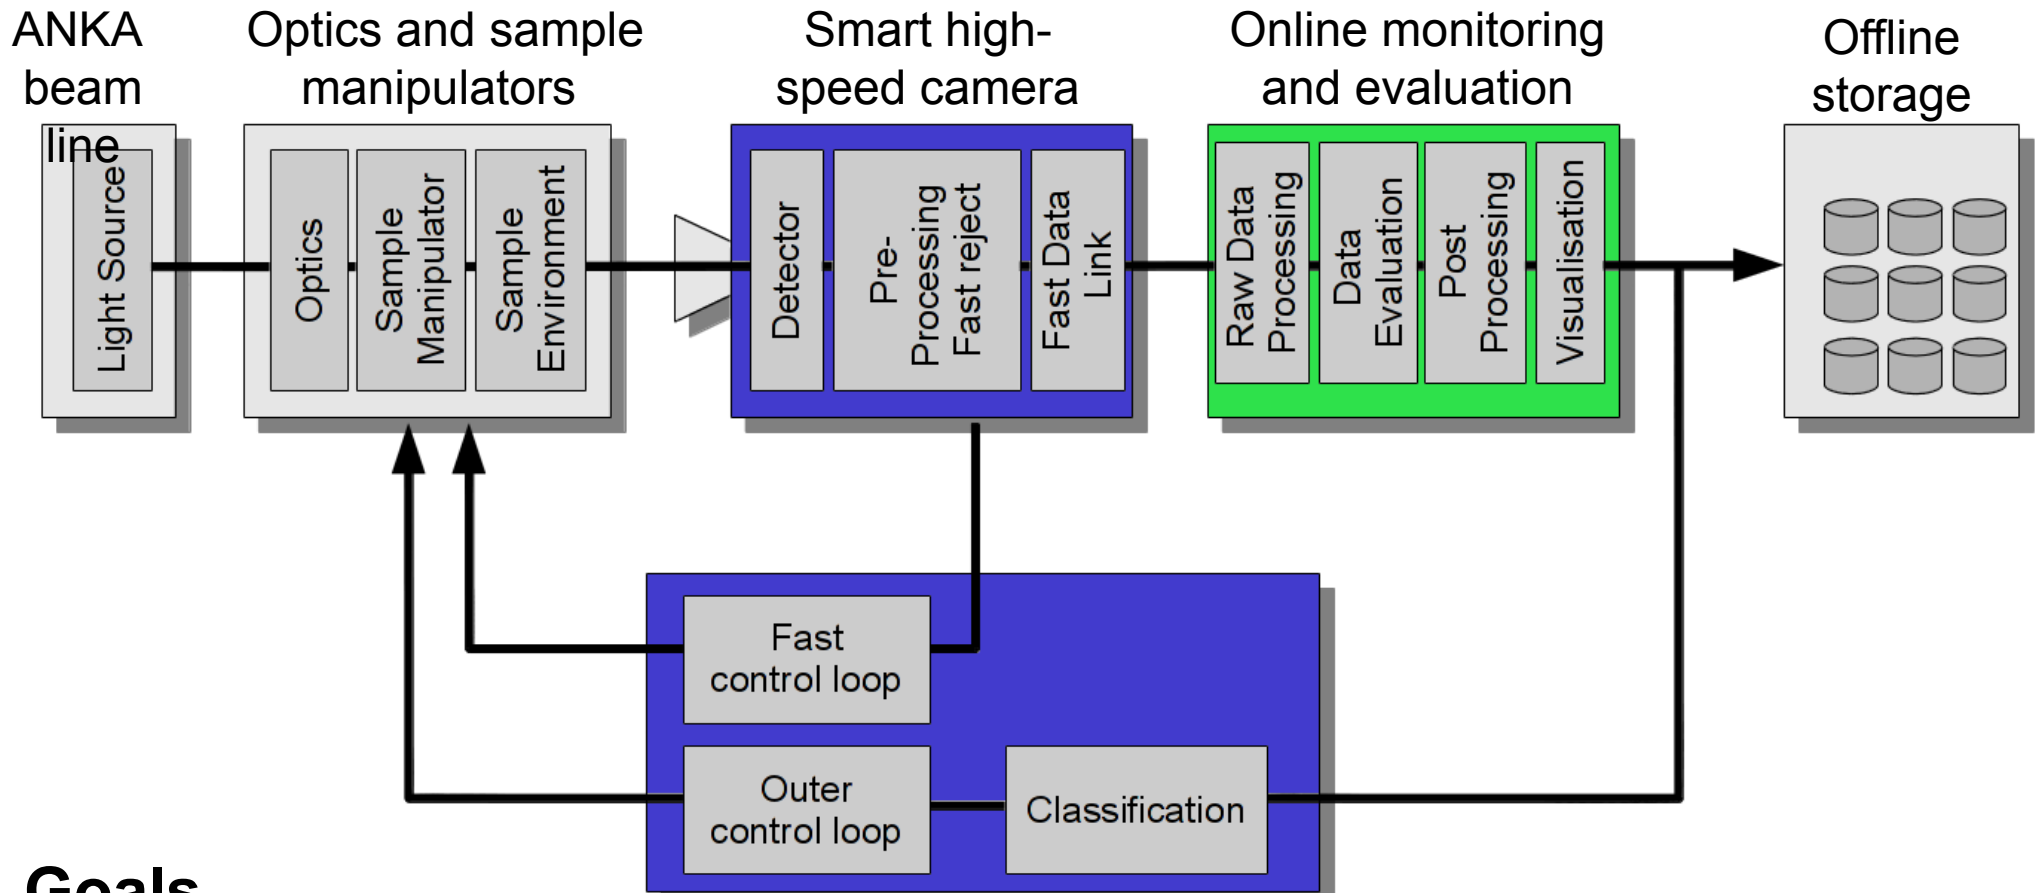 ANKA
beam
line
Optics and sample
manipulators
Smart high-
speed camera
Online monitoring
and evaluation
Offline
storage
Light Source
Optics
Sample
Manipulator
Sample
Environment
Detector
Pre-
Processing
Fast reject
Fast Data
Link
Raw Data
Processing
Data
Evaluation
Post
Processing
Visualisation
Fast
control loop
Outer
control loop
Classification
Goals